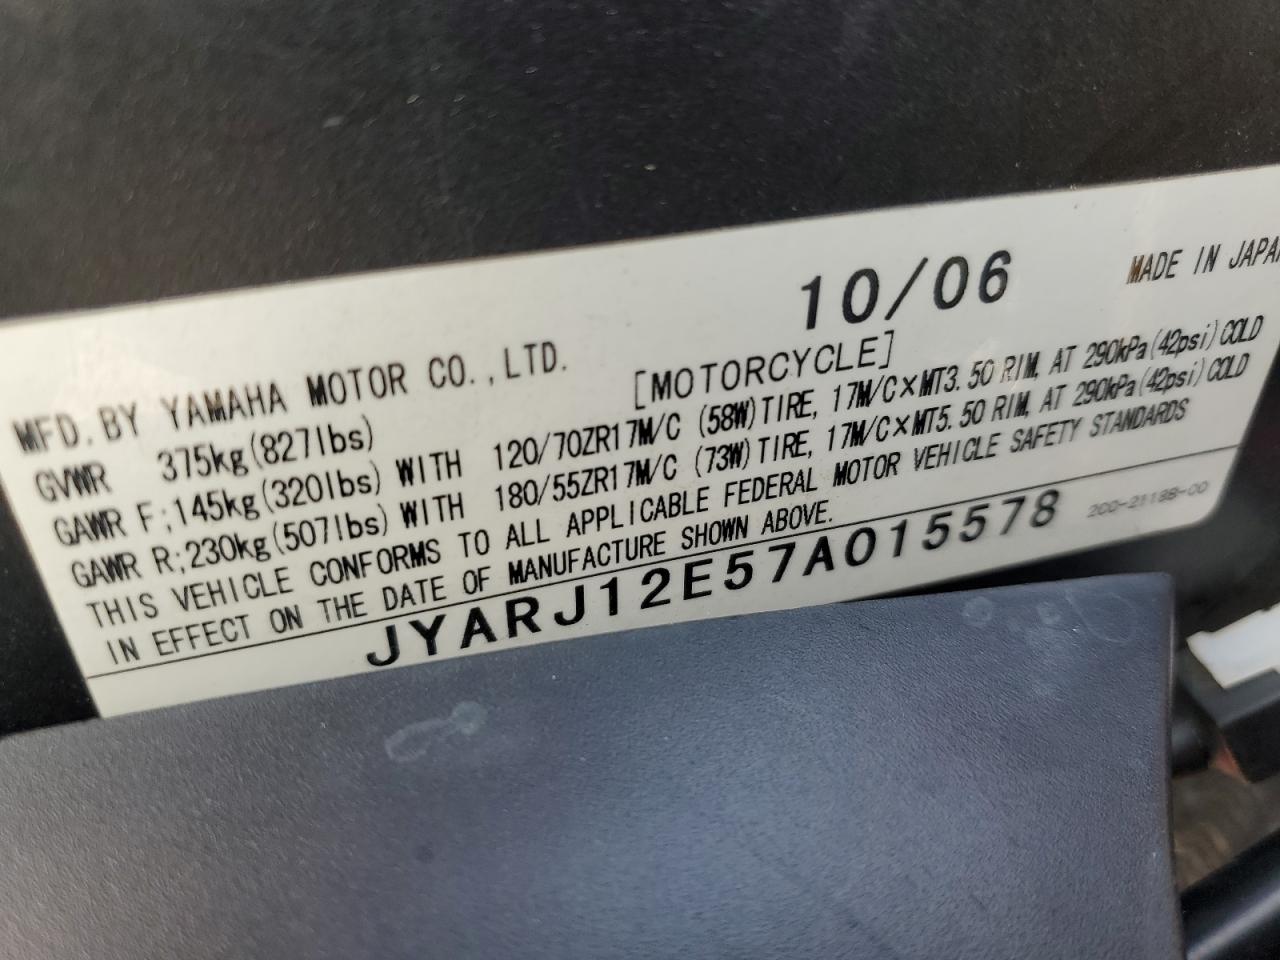 10/06 MADE IN JAPAN
MFD. BY YAMAHA MOTOR CO., LTD. [MOTORCYCLE]
GVWR 375kg(827lbs)
GAWR F;145kg(320lbs) WITH 120/70ZR17M/C (58W)TIRE, 17M/C×MT3.50 RIM, AT 290kPa(42psi)COLD
GAWR R;230kg(507lbs) WITH 180/55ZR17M/C (73W)TIRE, 17M/C×MT5.50 RIM, AT 290kPa(42psi)COLD
THIS VEHICLE CONFORMS TO ALL APPLICABLE FEDERAL MOTOR VEHICLE SAFETY STANDARDS
IN EFFECT ON THE DATE OF MANUFACTURE SHOWN ABOVE.
JYARJ12E57A015578 2C0-2118B-00